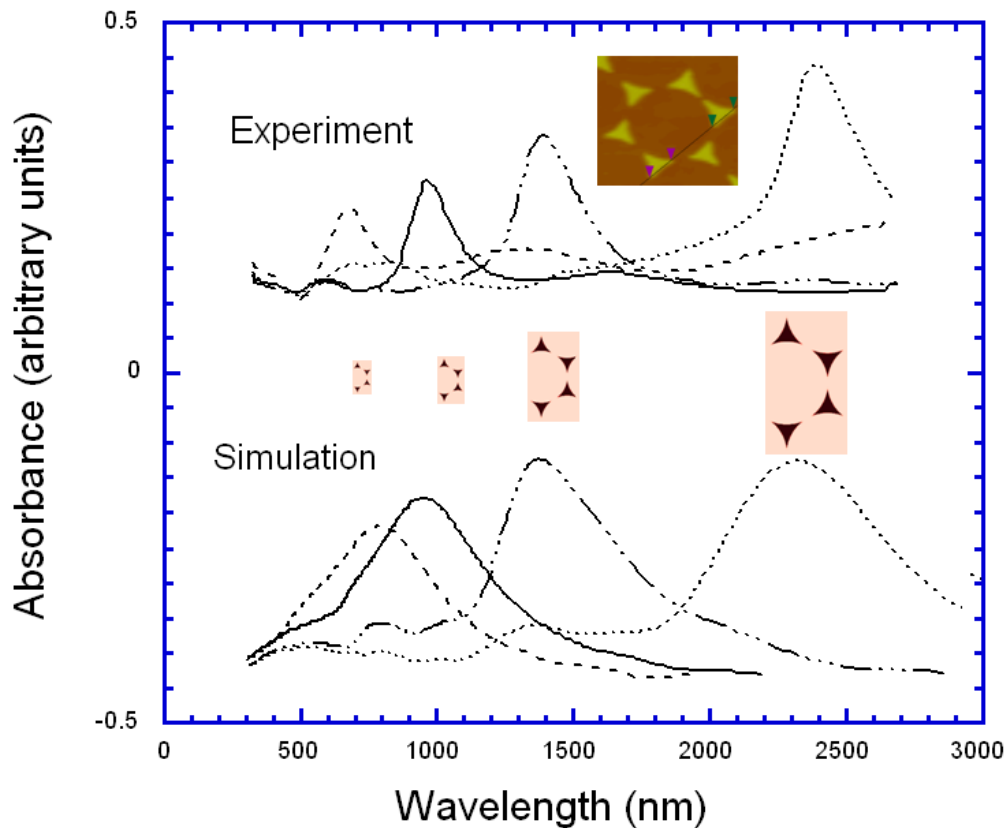 0.5
Experiment
Absorbance (arbitrary units)
0
Simulation
-0.5
0 500 1000 1500 2000 2500 3000
Wavelength (nm)